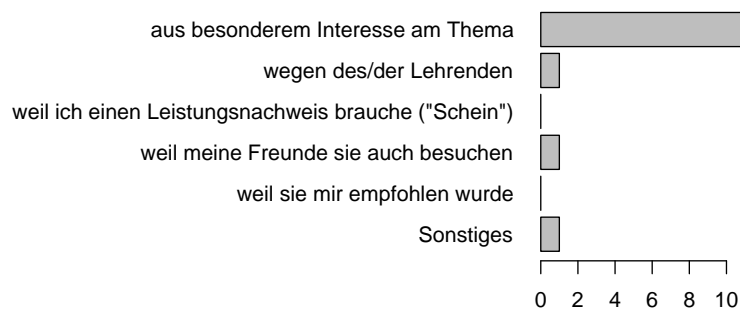 aus besonderem Interesse am Thema
wegen des/der Lehrenden
weil ich einen Leistungsnachweis brauche ("Schein")
weil meine Freunde sie auch besuchen
weil sie mir empfohlen wurde
Sonstiges
0 2 4 6 8 10